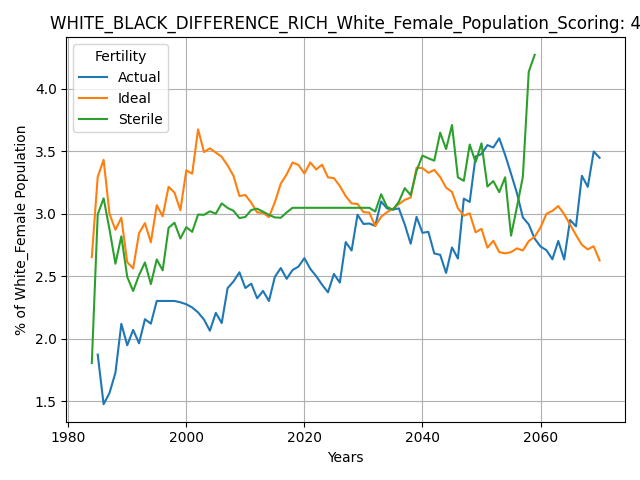 WHITE_BLACK_DIFFERENCE_RICH_White_Female_Population_Scoring: 4
Fertility
Actual
Ideal
Sterile
% of White_Female Population
4.0
3.5
3.0
2.5
2.0
1.5
1980
2000
2020
2040
2060
Years